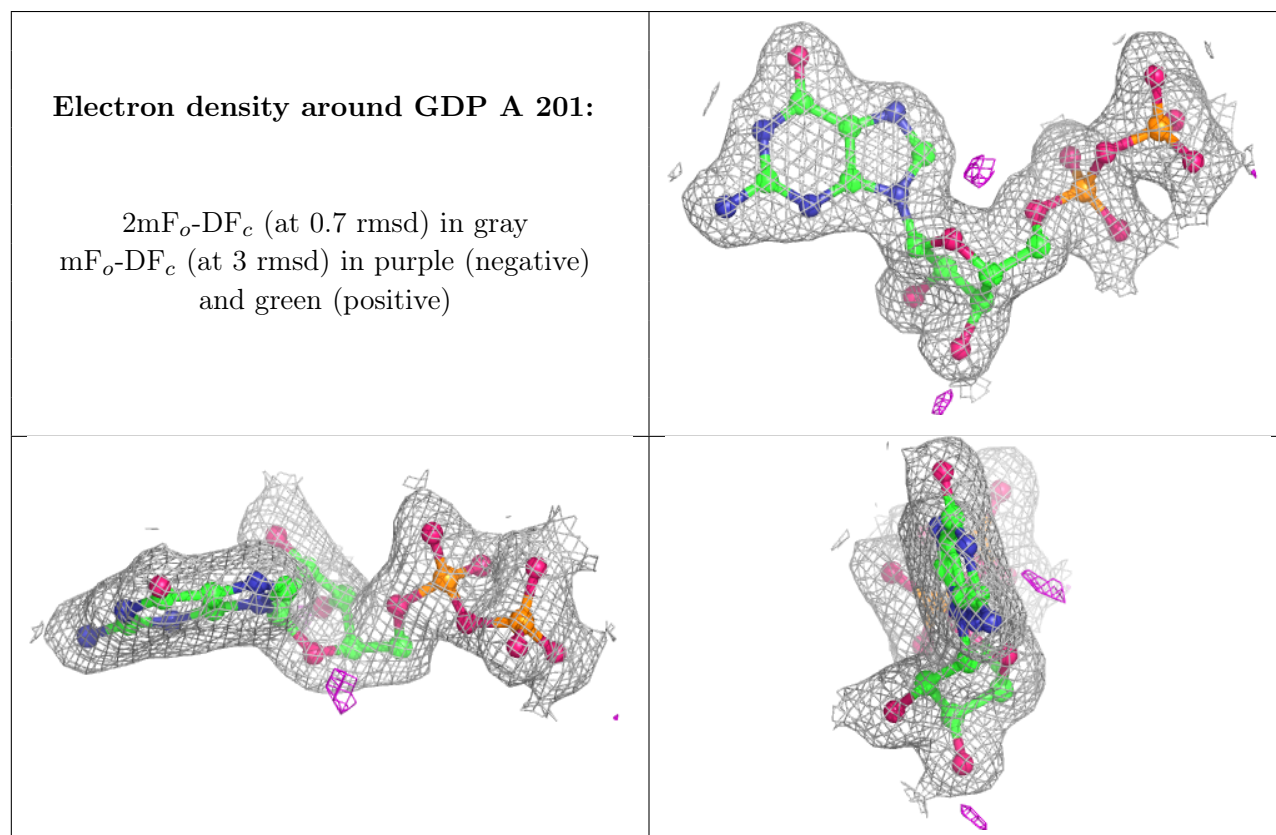 Electron density around GDP A 201:
2mFo-DFc (at 0.7 rmsd) in gray
mFo-DFc (at 3 rmsd) in purple (negative)
and green (positive)